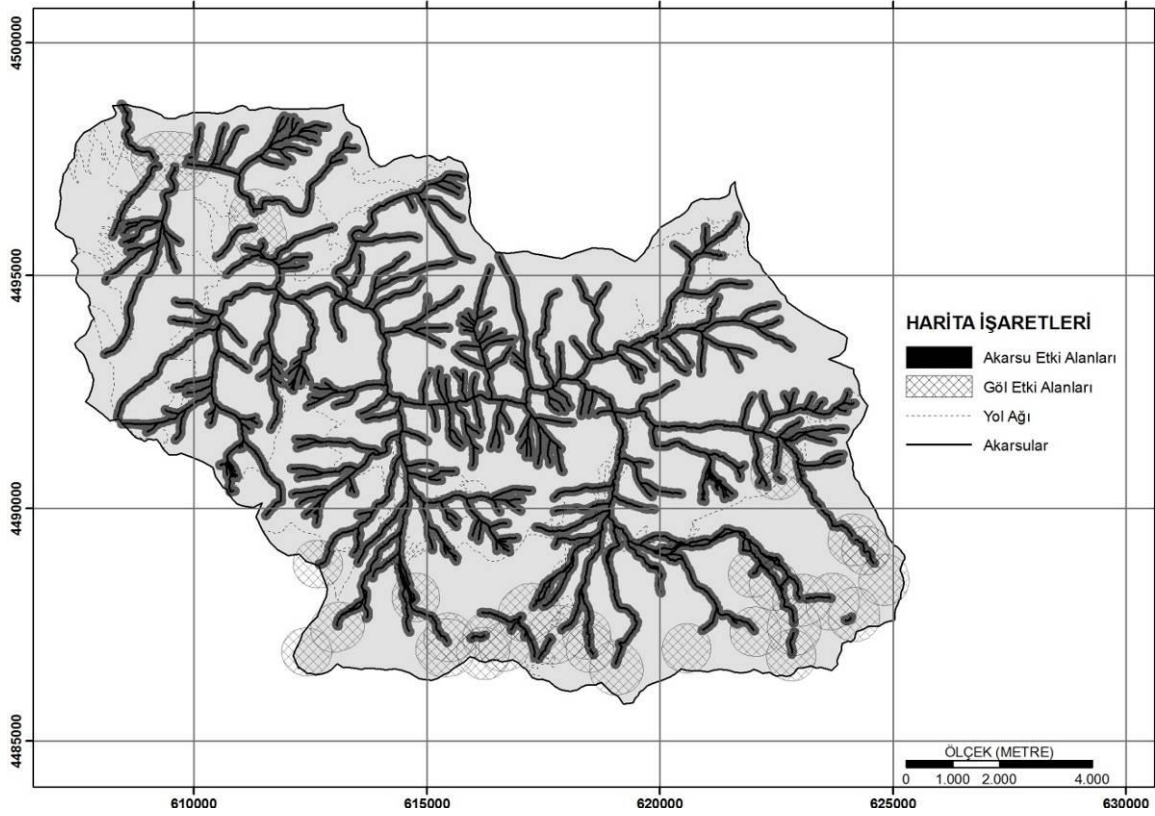 4500000
4495000
4490000
4485000
HARİTA İŞARETLERİ
Akarsu Etki Alanları
Göl Etki Alanları
Yol Ağı
Akarsular
ÖLÇEK (METRE)
0 1.000 2.000 4.000
610000 615000 620000 625000 630000